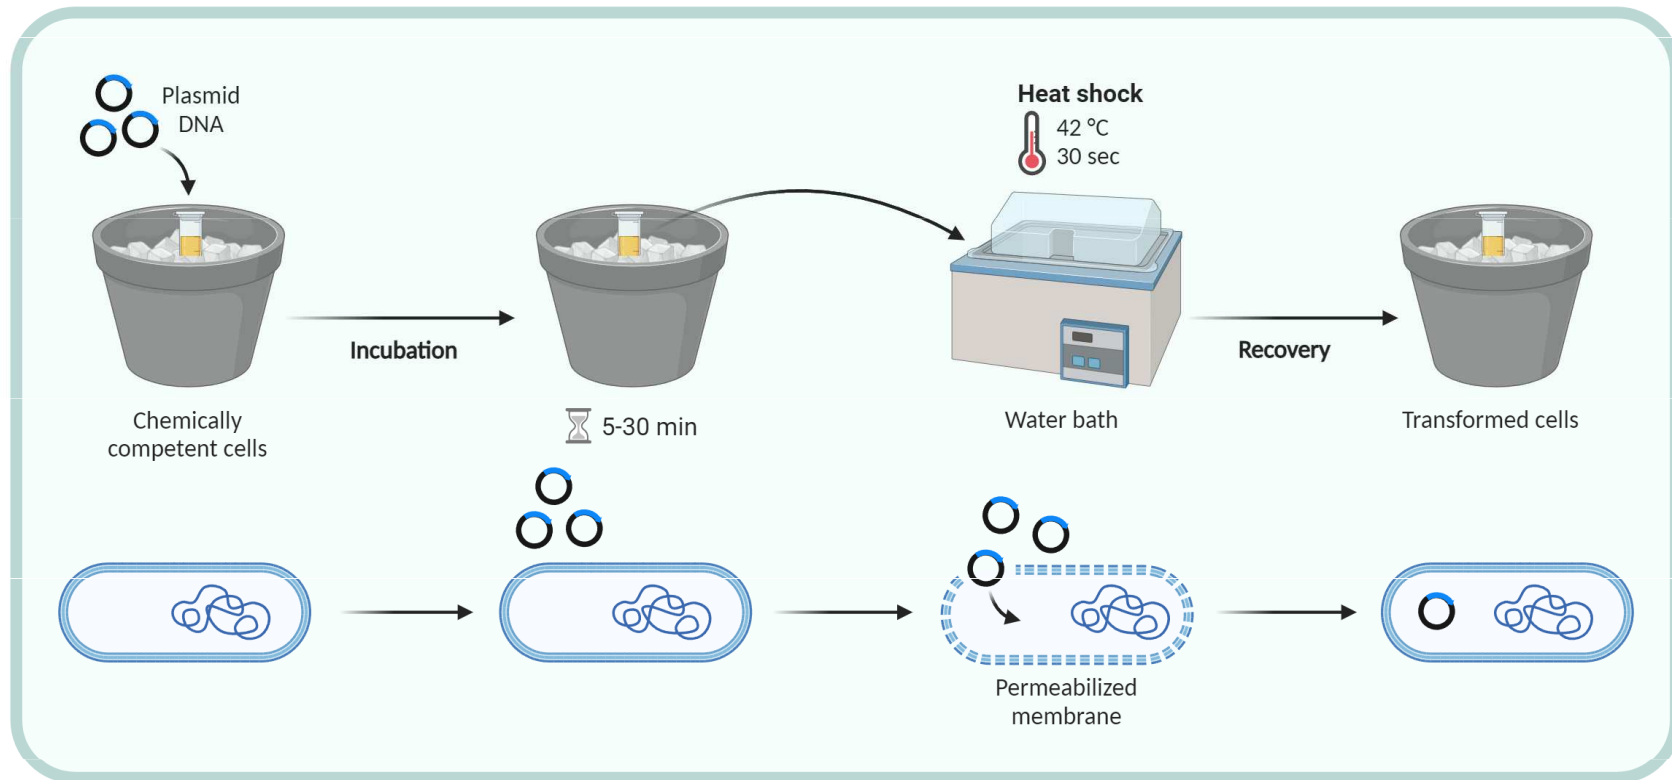 Plasmid
DNA
Heat shock
42 °C
30 sec
Incubation
Recovery
Chemically
competent cells
5-30 min
Water bath
Transformed cells
Permeabilized
membrane